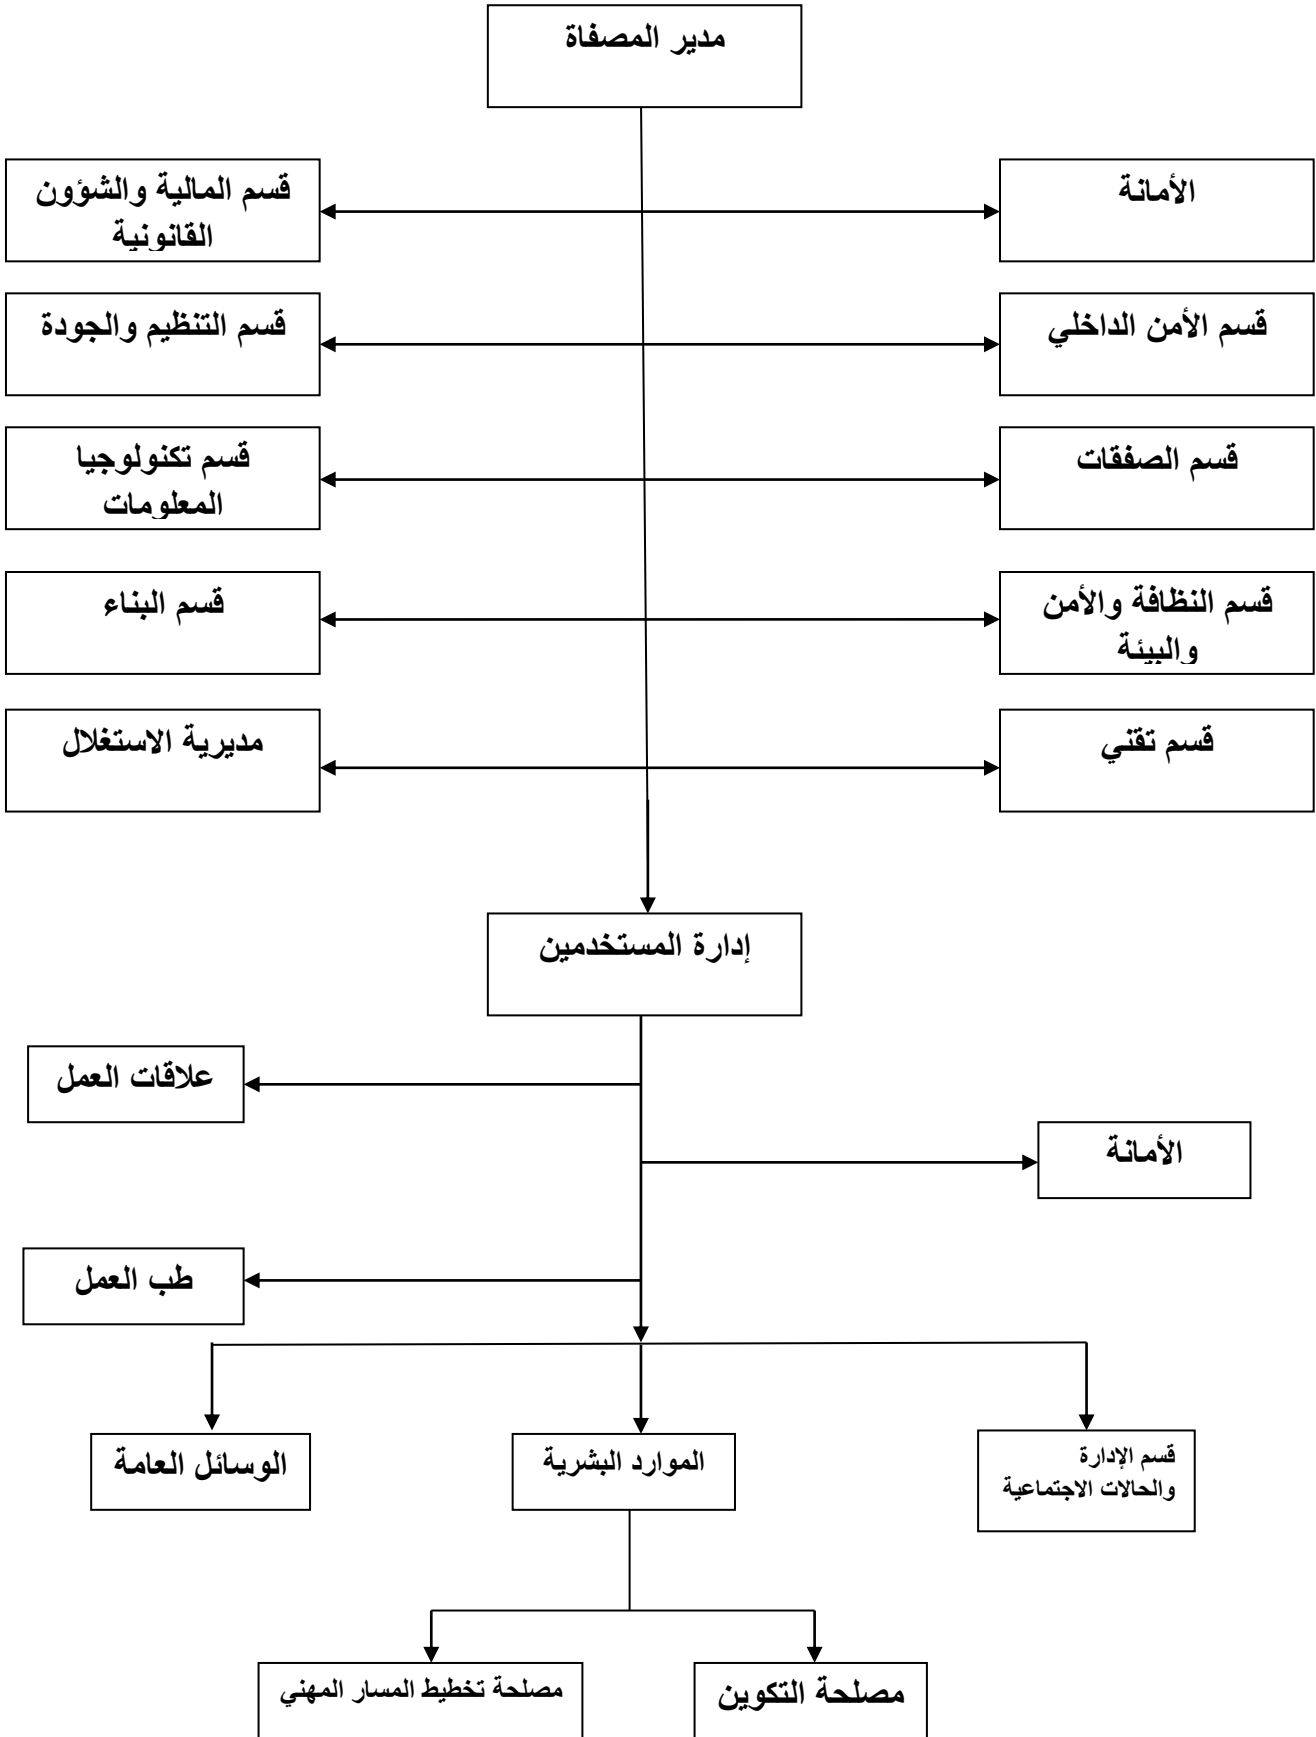 مدير المصفاة
الأمانة
قسم المالية والشؤون
القانونية
قسم الأمن الداخلي
قسم التنظيم والجودة
قسم الصفقات
قسم تكنولوجيا
المعلومات
قسم النظافة والأمن
والبيئة
قسم البناء
قسم تقني
مديرية الاستغلال
إدارة المستخدمين
علاقات العمل
الأمانة
طب العمل
قسم الإدارة
والحالات الاجتماعية
الموارد البشرية
الوسائل العامة
مصلحة التكوين
مصلحة تخطيط المسار المهني